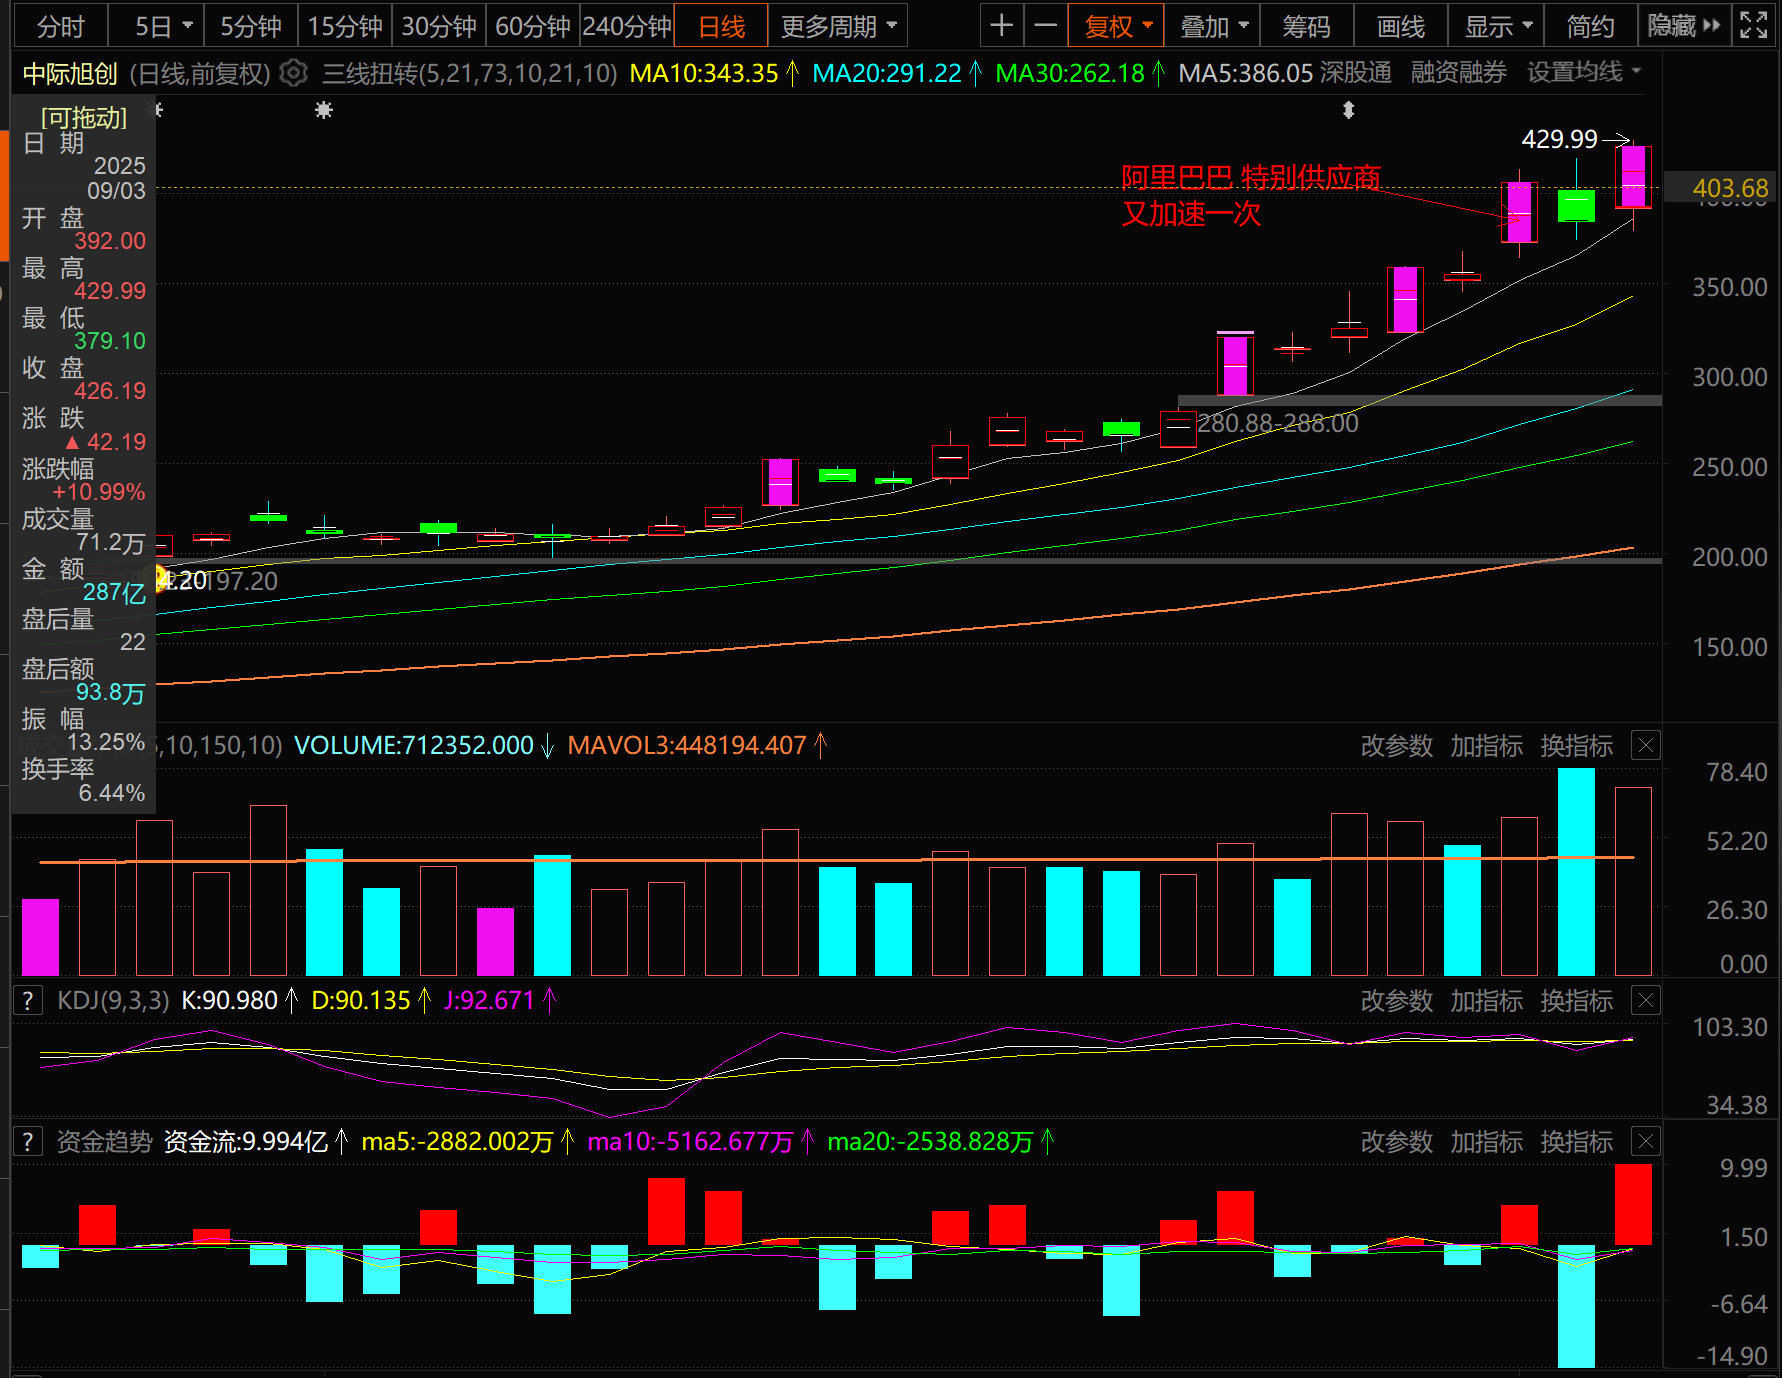 分时 5日 5分钟 15分钟 30分钟 60分钟 240分钟 日线 更多周期 复权 叠加 筹码 画线 显示 简约 隐藏
中际旭创 (日线,前复权) 三线扭转(5,21,73,10,21,10) MA10:343.35↑ MA20:291.22↑ MA30:262.18↑ MA5:386.05 深股通 融资融券 设置均线
[可拖动]
日 期
2025
09/03
开 盘
392.00
最 高
429.99
最 低
379.10
收 盘
426.19
涨 跌
▲ 42.19
涨跌幅
+10.99%
成交量
71.2万
金 额
287亿
盘后量
22
盘后额
93.8万
振 幅
13.25%
换手率
6.44%
429.99
阿里巴巴 特别供应商
又加速一次
280.88-288.00
4.20
197.20
403.68
350.00
300.00
250.00
200.00
150.00
,10,150,10) VOLUME:712352.000↓ MAVOL3:448194.407↑ 改参数 加指标 换指标
78.40
52.20
26.30
0.00
? KDJ(9,3,3) K:90.980↑ D:90.135↑ J:92.671↑ 改参数 加指标 换指标
103.30
34.38
? 资金趋势 资金流:9.994亿↑ ma5:-2882.002万↑ ma10:-5162.677万↑ ma20:-2538.828万↑ 改参数 加指标 换指标
9.99
1.50
-6.64
-14.90